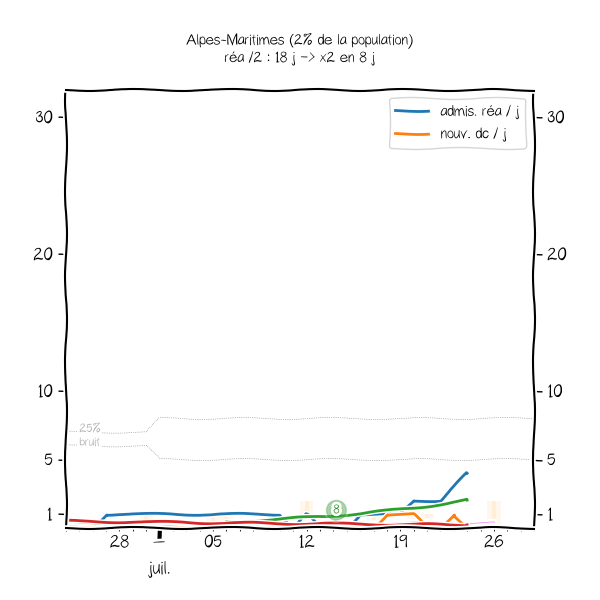 Alpes-Maritimes (2% de la population)
réa /2 : 18 j -> x2 en 8 j
admis. réa / j
nouv. dc / j
30 30
20 20
10 10
25%
bruit
5 5
8
1 1
28 1 05 12 19 26
juil.